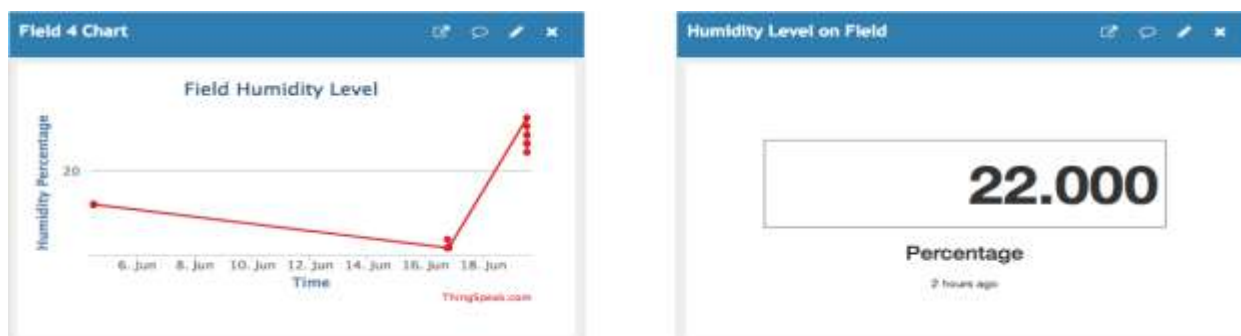 Field 4 Chart
Field Humidity Level
Humidity Percentage
20
6. Jun 8. Jun 10. Jun 12. Jun 14. Jun 16. Jun 18. Jun
Time
ThingSpeak.com
Humidity Level on Field
22.000
Percentage
2 hours ago